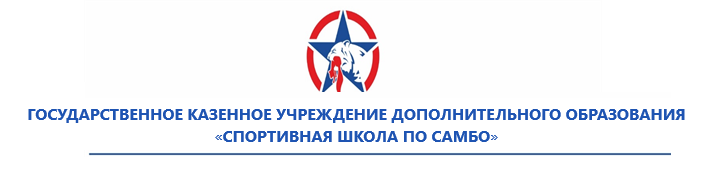 ГОСУДАРСТВЕННОЕ КАЗЕННОЕ УЧРЕЖДЕНИЕ ДОПОЛНИТЕЛЬНОГО ОБРАЗОВАНИЯ
«СПОРТИВНАЯ ШКОЛА ПО САМБО»